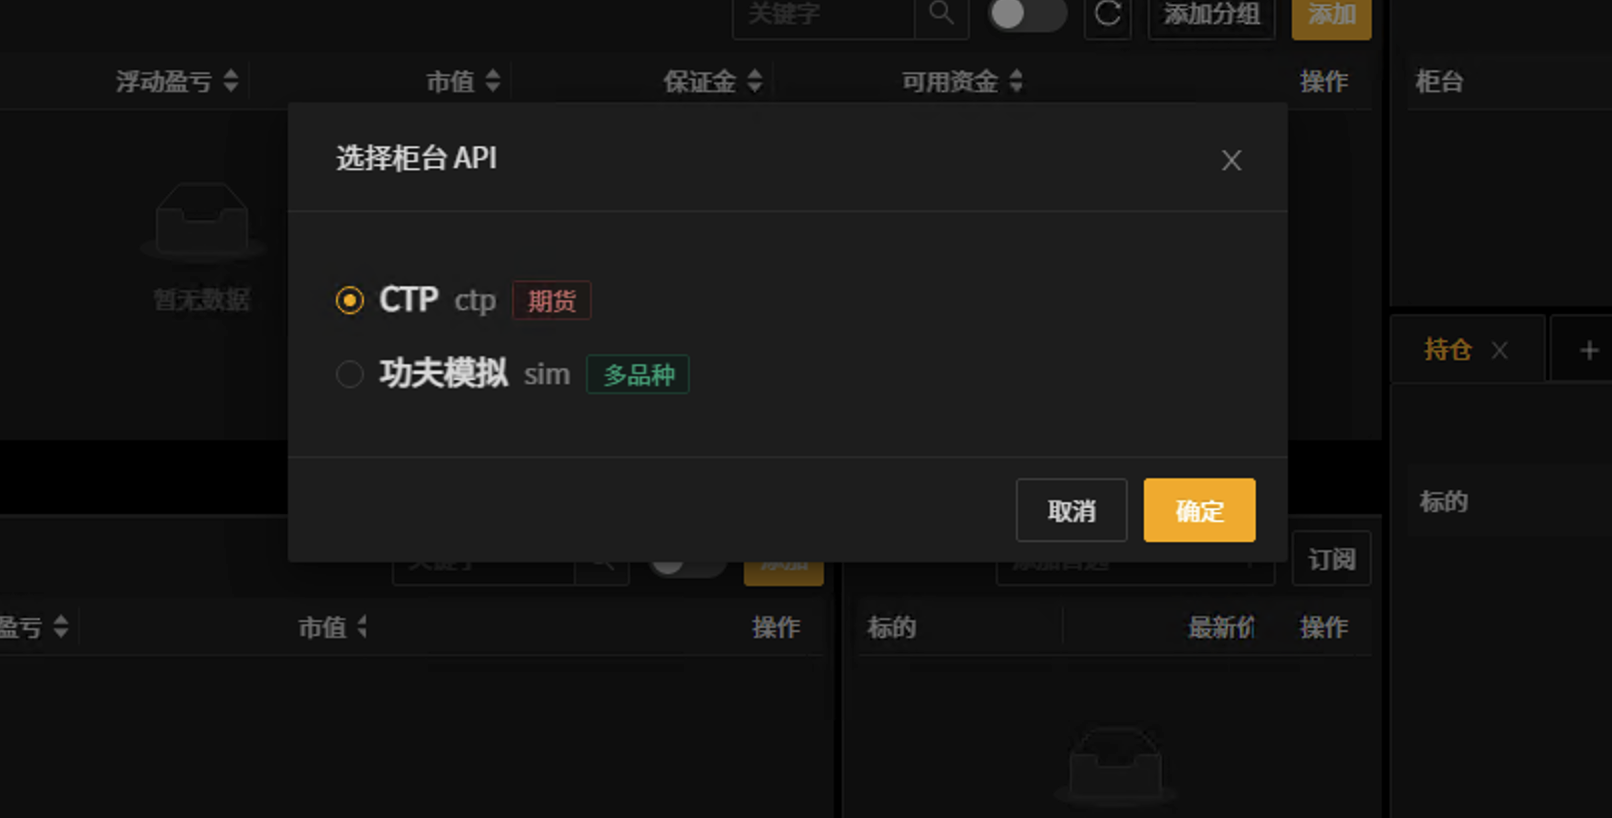 关键字
添加分组
添加
浮动盈亏
市值
保证金
可用资金
操作
柜台
选择柜台 API
暂无数据
CTP ctp 期货
功夫模拟 sim 多品种
持仓
标的
取消
确定
订阅
盈亏
市值
操作
标的
最新价
操作